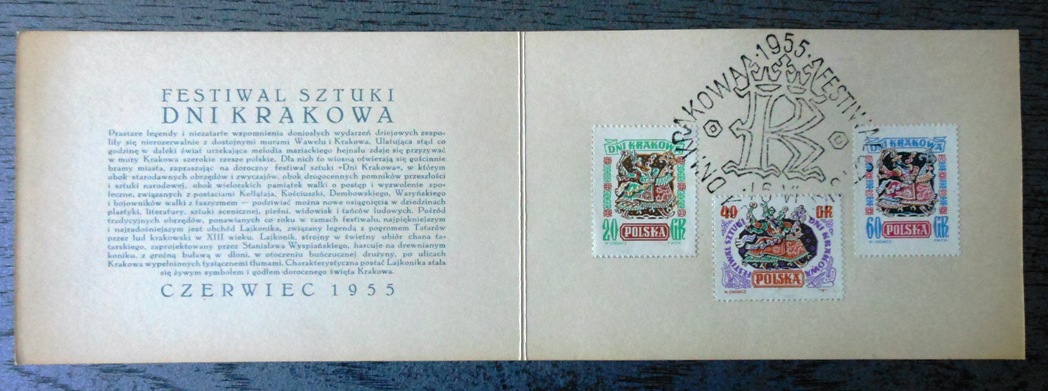 FESTIWAL SZTUKI
DNI KRAKOWA
Prastare legendy i niezatarte wspomnienia doniosłych wydarzeń dziejowych zespo-
liły się nierozerwalnie z dostojnymi murami Wawelu i Krakowa. Ulatująca stąd co
godzinę w daleki świat urzekająca melodia mariackiego hejnału zdaje się przyzywać
w mury Krakowa szerokie rzesze polskie. Dla nich to wiosną otwierają się gościnnie
bramy miasta, zapraszając na doroczny festiwal sztuki »Dni Krakowa«, w którym
obok starodawnych obrzędów i zwyczajów, obok drogocennych pomników przeszłości
i sztuki narodowej, obok wielorakich pamiątek walki o postęp i wyzwolenie spo-
łeczne, związanych z postaciami Kołłątaja, Kościuszki, Dembowskiego, Waryńskiego
i bojowników walki z faszyzmem — podziwiać można nowe osiągnięcia w dziedzinach
plastyki, literatury, sztuki scenicznej, pieśni, widowisk i tańców ludowych. Pośród
tradycyjnych obrzędów, ponawianych co roku w ramach festiwalu, najpiękniejszym
i najradośniejszym jest obchód Lajkonika, związany legendą z pogromem Tatarów
przez lud krakowski w XIII wieku. Lajkonik, strojny w świetny ubiór chana ta-
tarskiego, zaprojektowany przez Stanisława Wyspiańskiego, harcuje na drewnianym
koniku, z groźną buławą w dłoni, w otoczeniu buńczucznej drużyny, po ulicach
Krakowa wypełnionych tysiącznymi tłumami. Charakterystyczna postać Lajkonika stała
się żywym symbolem i godłem dorocznego święta Krakowa.
CZERWIEC 1955
DNI KRAKOWA · 1955 · FESTIWAL
DNI KRAKOWA
20 GR
POLSKA
40 GR
FESTIWAL SZTUKI
DNI KRAKOWA
POLSKA
DNI KRAKOWA
60 GR
POLSKA